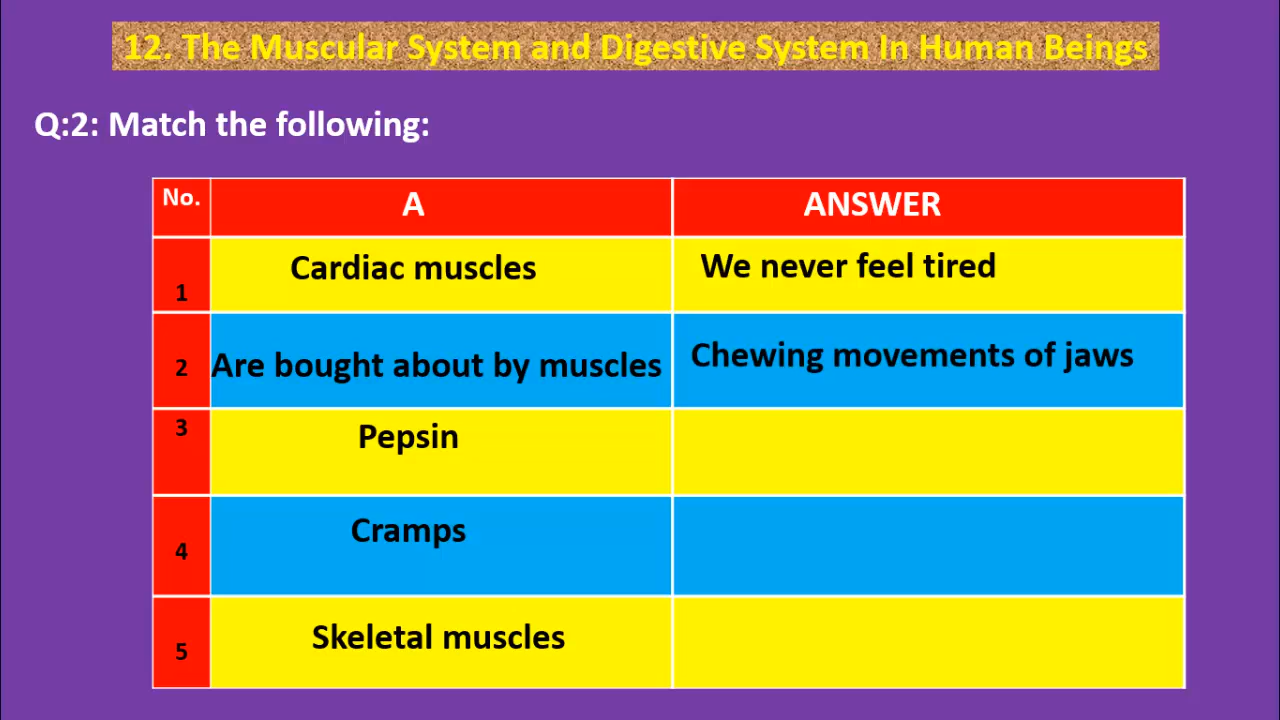 12. The Muscular System and Digestive System In Human Beings
Q:2: Match the following:
No. A ANSWER
1 Cardiac muscles We never feel tired
2 Are bought about by muscles Chewing movements of jaws
3 Pepsin
4 Cramps
5 Skeletal muscles